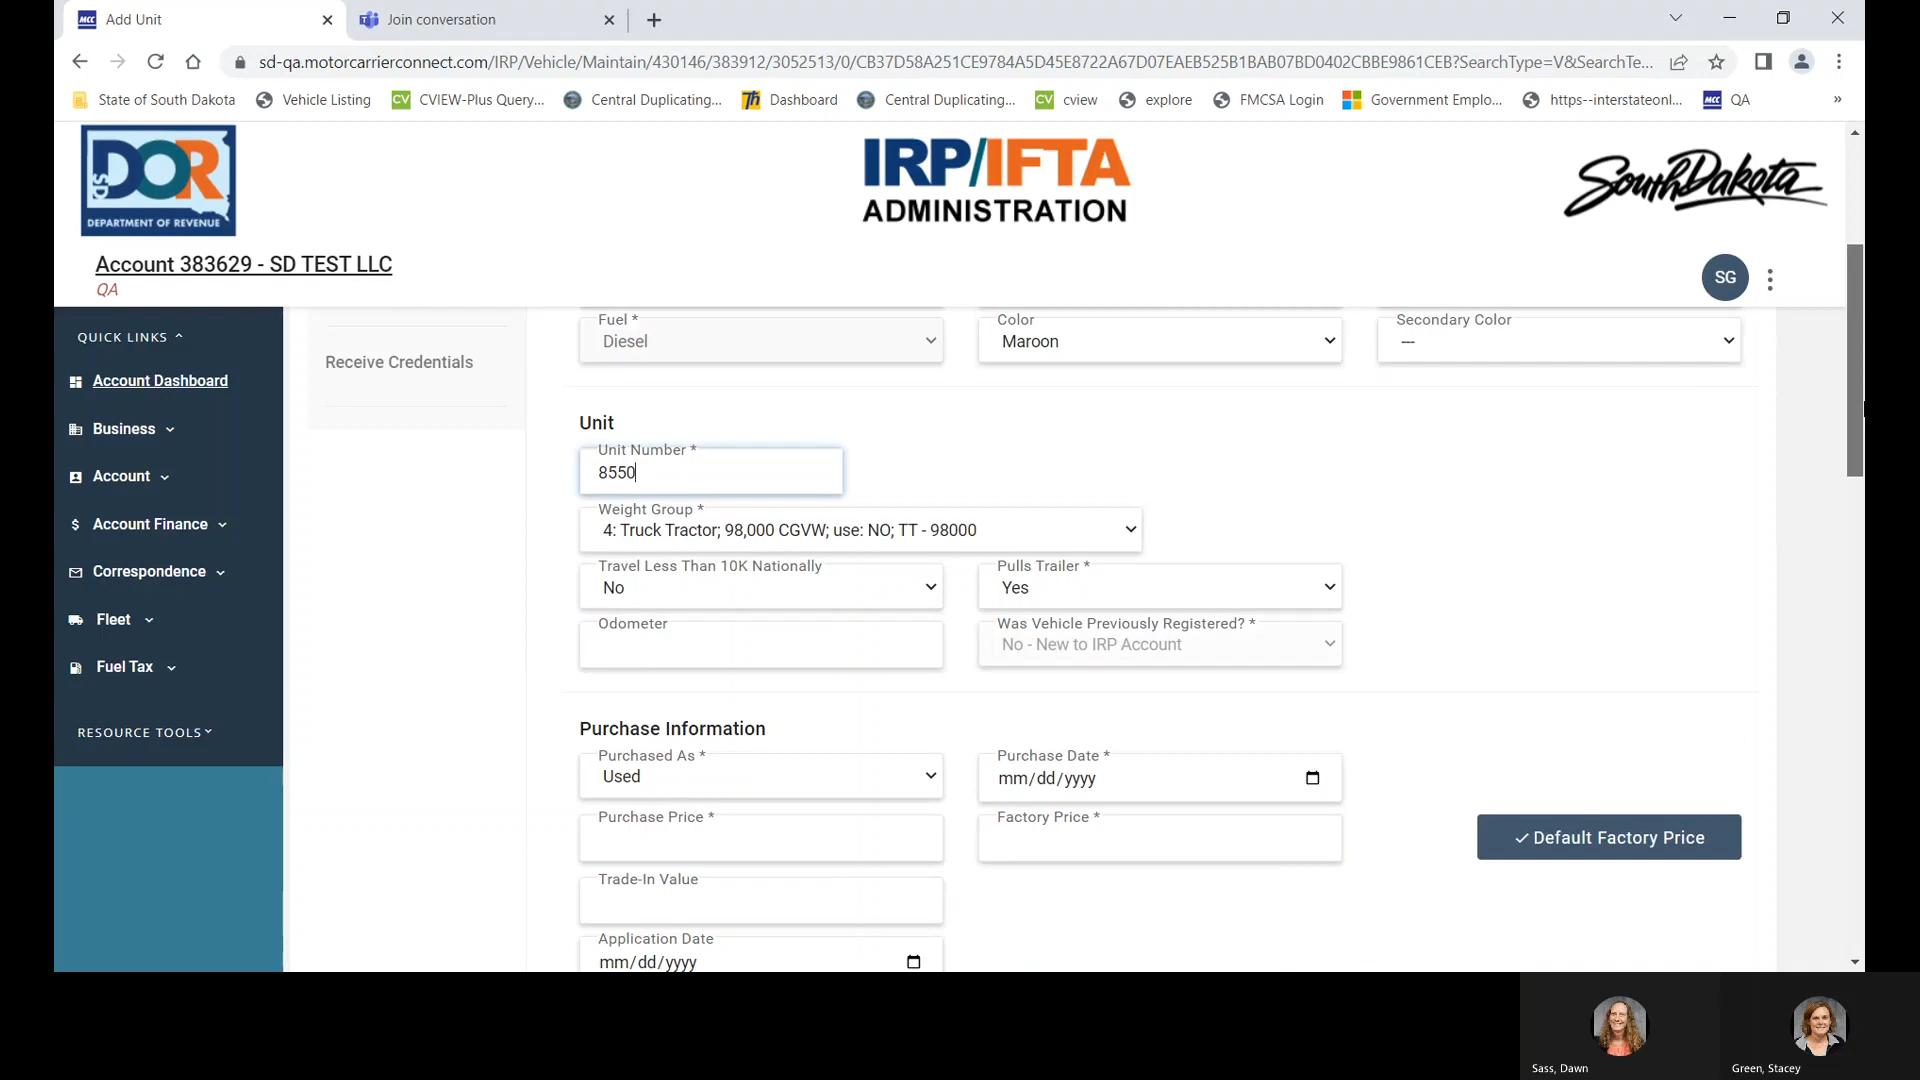 MCC Add Unit
Join conversation
sd-qa.motorcarrierconnect.com/IRP/Vehicle/Maintain/430146/383912/3052513/0/CB37D58A251CE9784A5D45E8722A67D07EAEB525B1BAB07BD0402CBBE9861CEB?SearchType=V&SearchTe...
State of South Dakota Vehicle Listing CV CVIEW-Plus Query... Central Duplicating... Th Dashboard Central Duplicating... CV cview explore FMCSA Login Government Emplo... https--interstateonl... MCC QA »
SD DOR
DEPARTMENT OF REVENUE
IRP/IFTA
ADMINISTRATION
South Dakota
Account 383629 - SD TEST LLC
QA
SG
QUICK LINKS
Account Dashboard
Business
Account
$ Account Finance
Correspondence
Fleet
Fuel Tax
RESOURCE TOOLS
Receive Credentials
Fuel * Color Secondary Color
Diesel Maroon ---
Unit
Unit Number *
8550
Weight Group *
4: Truck Tractor; 98,000 CGVW; use: NO; TT - 98000
Travel Less Than 10K Nationally Pulls Trailer *
No Yes
Odometer Was Vehicle Previously Registered? *
No - New to IRP Account
Purchase Information
Purchased As * Purchase Date *
Used mm/dd/yyyy
Purchase Price * Factory Price *
Default Factory Price
Trade-In Value
Application Date
mm/dd/yyyy
Sass, Dawn Green, Stacey